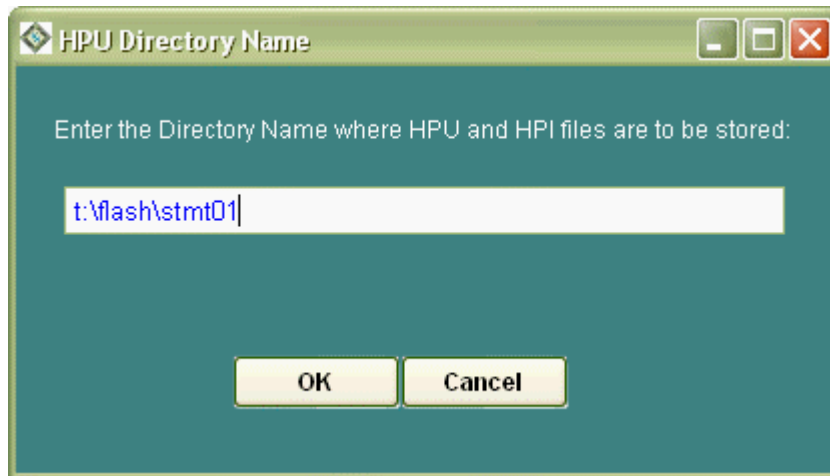 HPU Directory Name
Enter the Directory Name where HPU and HPI files are to be stored:
t:\flash\stmt01
OK Cancel